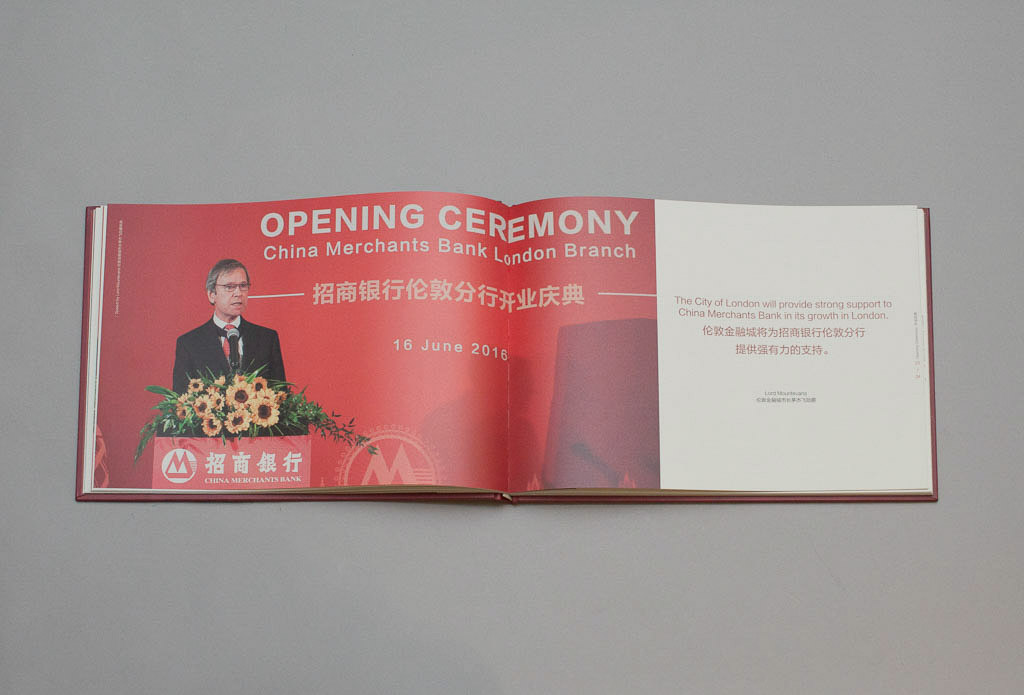 OPENING CEREMONY
China Merchants Bank London Branch
招商银行伦敦分行开业庆典
16 June 2016
招商銀行
CHINA MERCHANTS BANK
The City of London will provide strong support to
China Merchants Bank in its growth in London.
伦敦金融城将为招商银行伦敦分行
提供强有力的支持。
Lord Mountevans